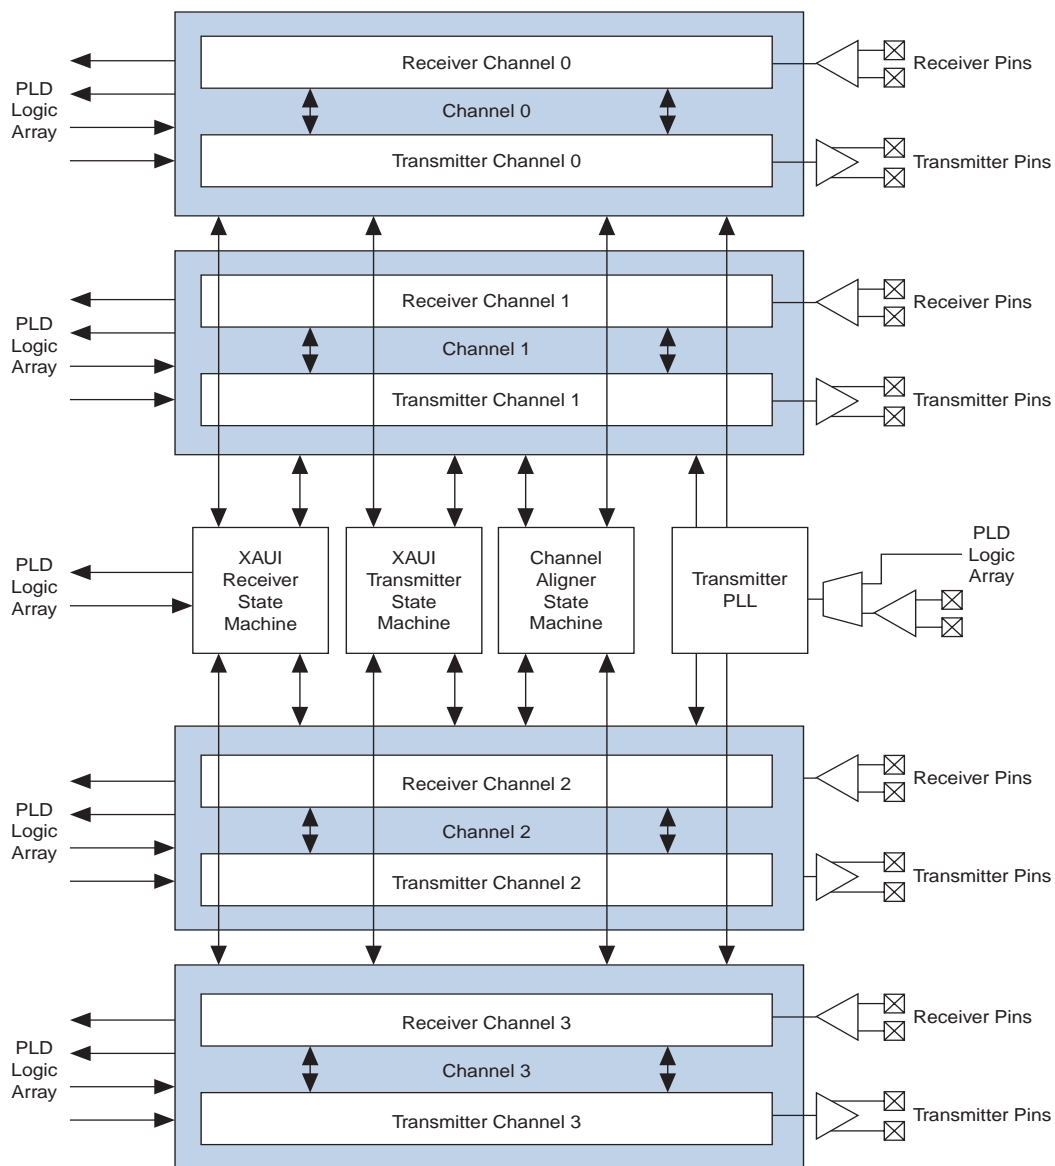 Receiver Channel 0
Receiver Pins
PLD
Logic
Array
Channel 0
Transmitter Channel 0
Transmitter Pins
Receiver Channel 1
Receiver Pins
PLD
Logic
Array
Channel 1
Transmitter Channel 1
Transmitter Pins
PLD
Logic
Array
XAUI
Receiver
State
Machine
XAUI
Transmitter
State
Machine
Channel
Aligner
State
Machine
Transmitter
PLL
PLD
Logic
Array
Receiver Channel 2
Receiver Pins
PLD
Logic
Array
Channel 2
Transmitter Channel 2
Transmitter Pins
Receiver Channel 3
Receiver Pins
PLD
Logic
Array
Channel 3
Transmitter Channel 3
Transmitter Pins